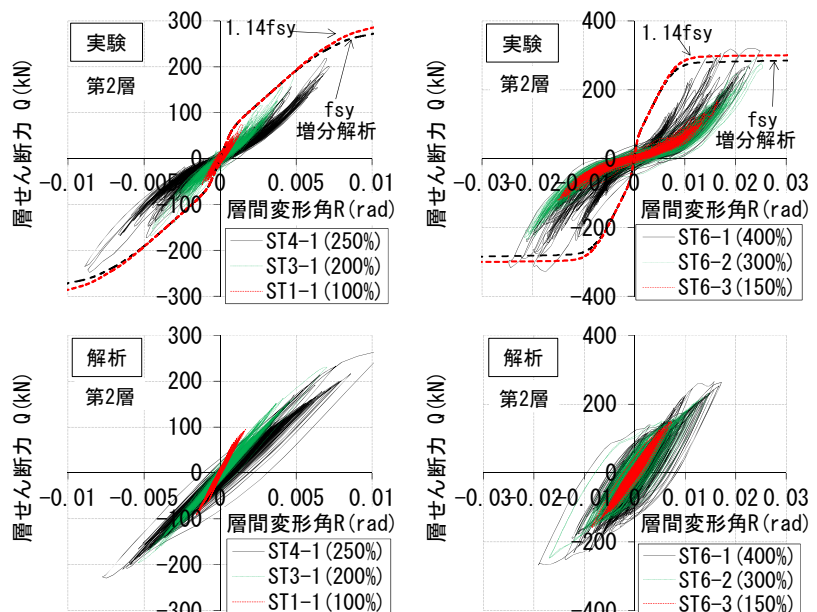 300
200
100
0
-100
-200
-300
-0.01
-0.005
0
0.005
0.01
層せん断力 Q(kN)
層間変形角R(rad)
実験
第2層
1.14fsy
fsy
増分解析
ST4-1(250%)
ST3-1(200%)
ST1-1(100%)
400
200
0
-200
-400
-0.03
-0.02
-0.01
0
0.01
0.02
0.03
層せん断力 Q(kN)
層間変形角R(rad)
実験
第2層
1.14fsy
fsy
増分解析
ST6-1(400%)
ST6-2(300%)
ST6-3(150%)
300
200
100
0
-100
-200
-300
-0.01
-0.005
0
0.005
0.01
層せん断力 Q(kN)
層間変形角R(rad)
解析
第2層
ST4-1(250%)
ST3-1(200%)
ST1-1(100%)
400
200
0
-200
-400
-0.03
-0.02
-0.01
0
0.01
0.02
0.03
層せん断力 Q(kN)
層間変形角R(rad)
解析
第2層
ST6-1(400%)
ST6-2(300%)
ST6-3(150%)